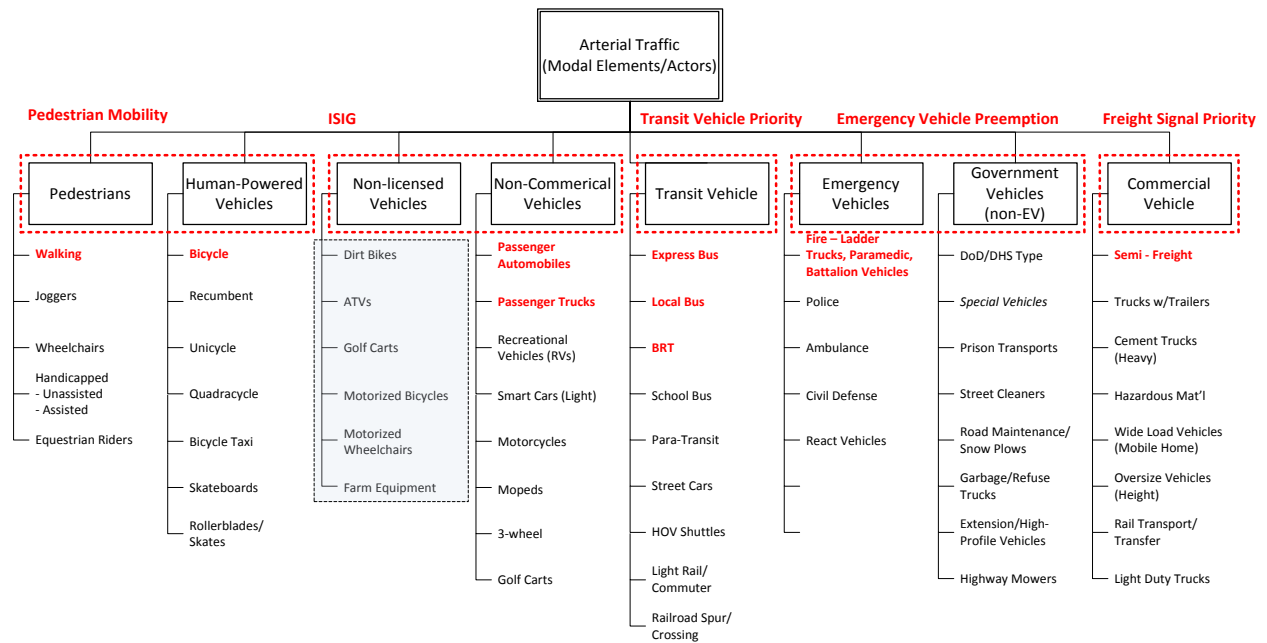 Arterial Traffic
(Modal Elements/Actors)
Pedestrian Mobility
ISIG
Transit Vehicle Priority
Emergency Vehicle Preemption
Freight Signal Priority
Pedestrians
Walking
Joggers
Wheelchairs
Handicapped
- Unassisted
- Assisted
Equestrian Riders
Human-Powered
Vehicles
Bicycle
Recumbent
Unicycle
Quadracycle
Bicycle Taxi
Skateboards
Rollerblades/
Skates
Non-licensed
Vehicles
Dirt Bikes
ATVs
Golf Carts
Motorized Bicycles
Motorized
Wheelchairs
Farm Equipment
Non-Commerical
Vehicles
Passenger
Automobiles
Passenger Trucks
Recreational
Vehicles (RVs)
Smart Cars (Light)
Motorcycles
Mopeds
3-wheel
Golf Carts
Transit Vehicle
Express Bus
Local Bus
BRT
School Bus
Para-Transit
Street Cars
HOV Shuttles
Light Rail/
Commuter
Railroad Spur/
Crossing
Emergency
Vehicles
Fire – Ladder
Trucks, Paramedic,
Battalion Vehicles
Police
Ambulance
Civil Defense
React Vehicles
Government
Vehicles
(non-EV)
DoD/DHS Type
Special Vehicles
Prison Transports
Street Cleaners
Road Maintenance/
Snow Plows
Garbage/Refuse
Trucks
Extension/High-
Profile Vehicles
Highway Mowers
Commercial
Vehicle
Semi - Freight
Trucks w/Trailers
Cement Trucks
(Heavy)
Hazardous Mat’l
Wide Load Vehicles
(Mobile Home)
Oversize Vehicles
(Height)
Rail Transport/
Transfer
Light Duty Trucks